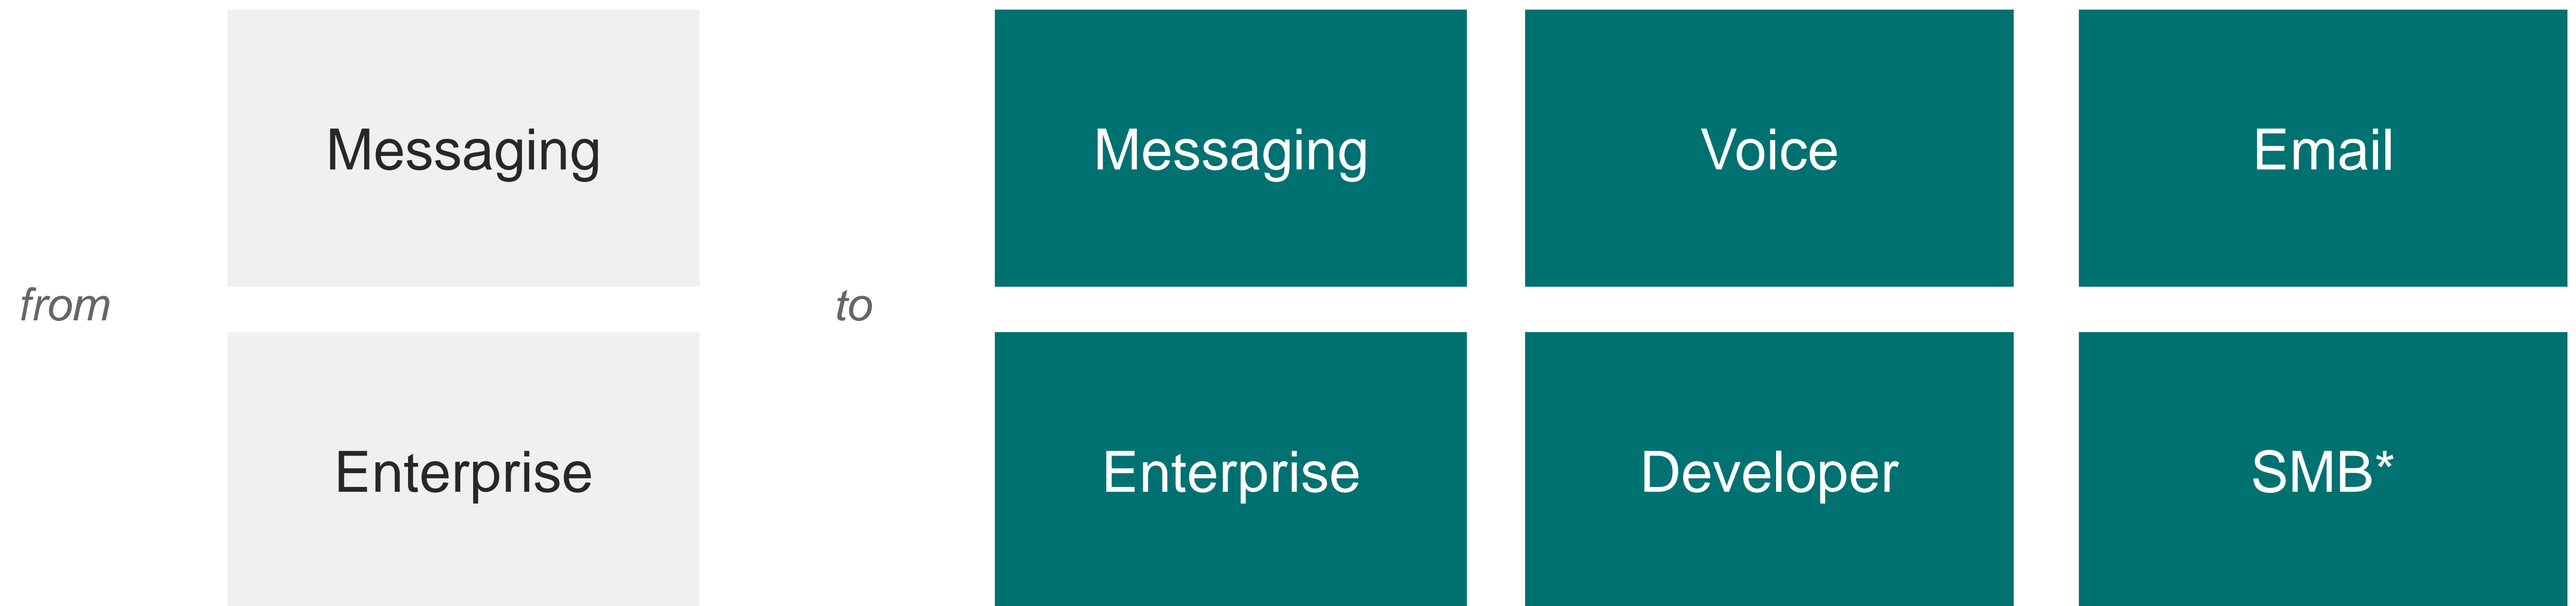 Messaging
Messaging
Voice
Email
from
to
Enterprise
Enterprise
Developer
SMB*